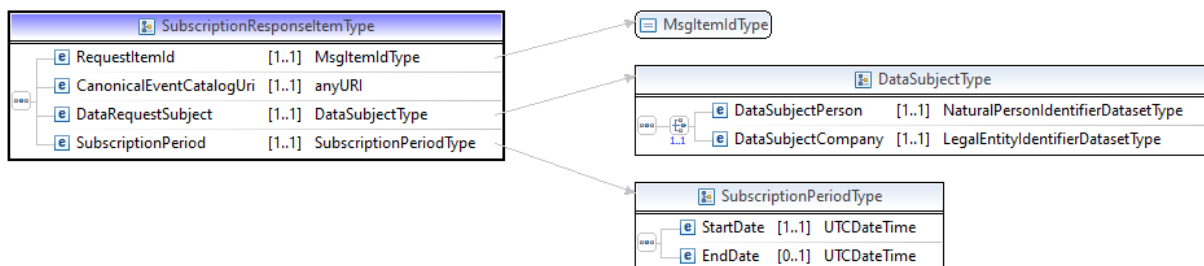 SubscriptionResponseItemType
RequestItemId [1..1] MsgItemIdType
CanonicalEventCatalogUri [1..1] anyURI
DataRequestSubject [1..1] DataSubjectType
SubscriptionPeriod [1..1] SubscriptionPeriodType
MsgItemIdType
DataSubjectType
DataSubjectPerson [1..1] NaturalPersonIdentifierDatasetType
DataSubjectCompany [1..1] LegalEntityIdentifierDatasetType
1..1
SubscriptionPeriodType
StartDate [1..1] UTCDateTime
EndDate [0..1] UTCDateTime